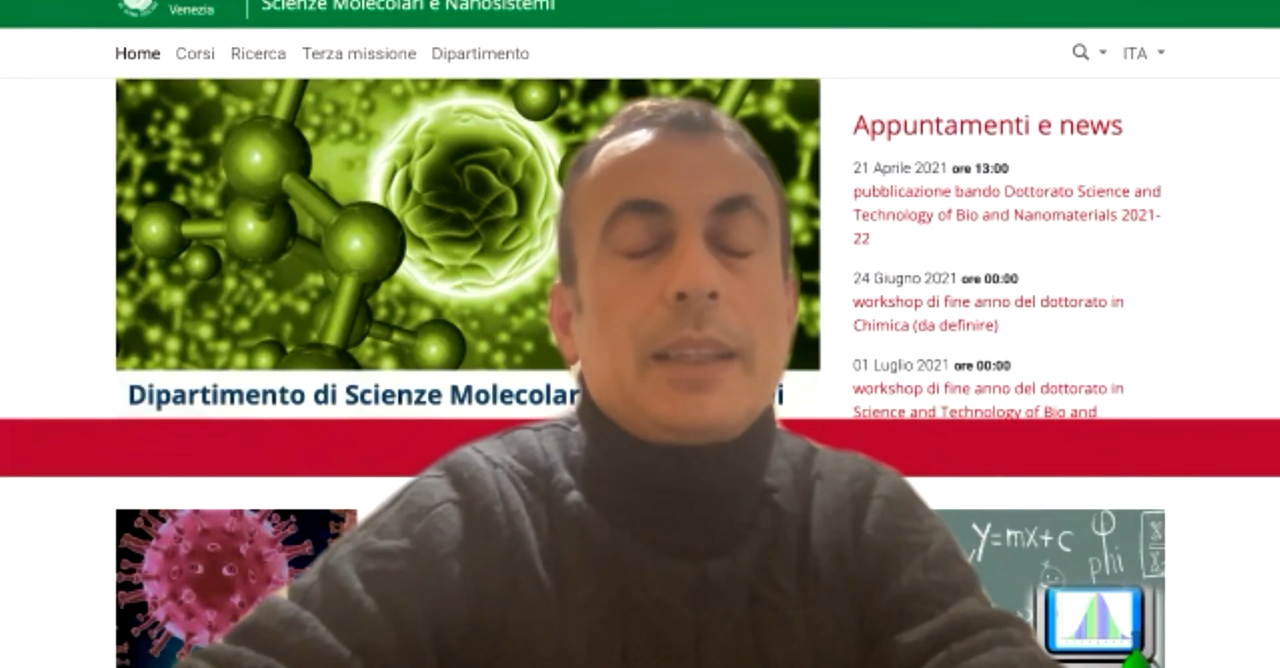 Venezia
Scienze Molecolari e Nanosistemi
Home Corsi Ricerca Terza missione Dipartimento
ITA
Appuntamenti e news
21 Aprile 2021 ore 13:00
pubblicazione bando Dottorato Science and
Technology of Bio and Nanomaterials 2021-
22
24 Giugno 2021 ore 00:00
workshop di fine anno del dottorato in
Chimica (da definire)
01 Luglio 2021 ore 00:00
workshop di fine anno del dottorato in
Science and Technology of Bio and
Dipartimento di Scienze Molecolar
y=mx+c
φ
phi